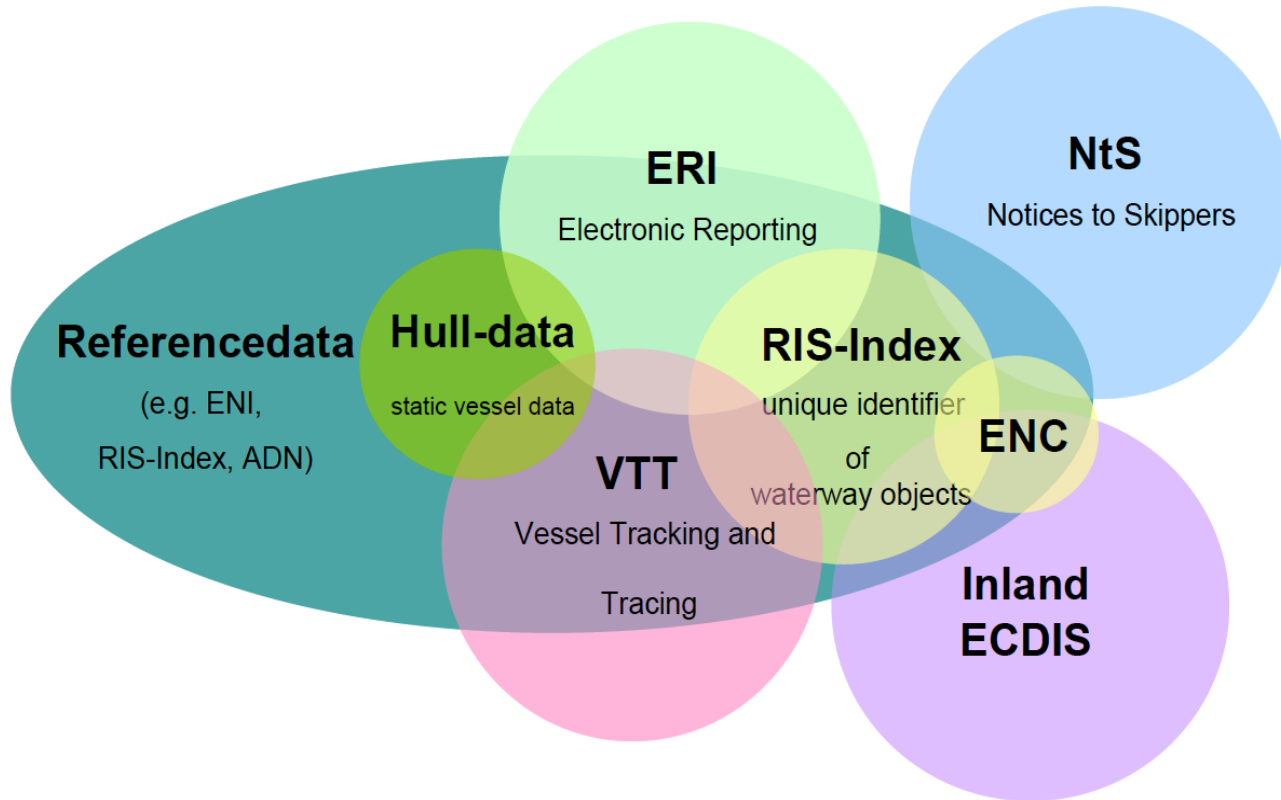 ERI
Electronic Reporting
NtS
Notices to Skippers
Referencedata
(e.g. ENI,
RIS-Index, ADN)
Hull-data
static vessel data
RIS-Index
unique identifier
of
waterway objects
ENC
VTT
Vessel Tracking and
Tracing
Inland
ECDIS